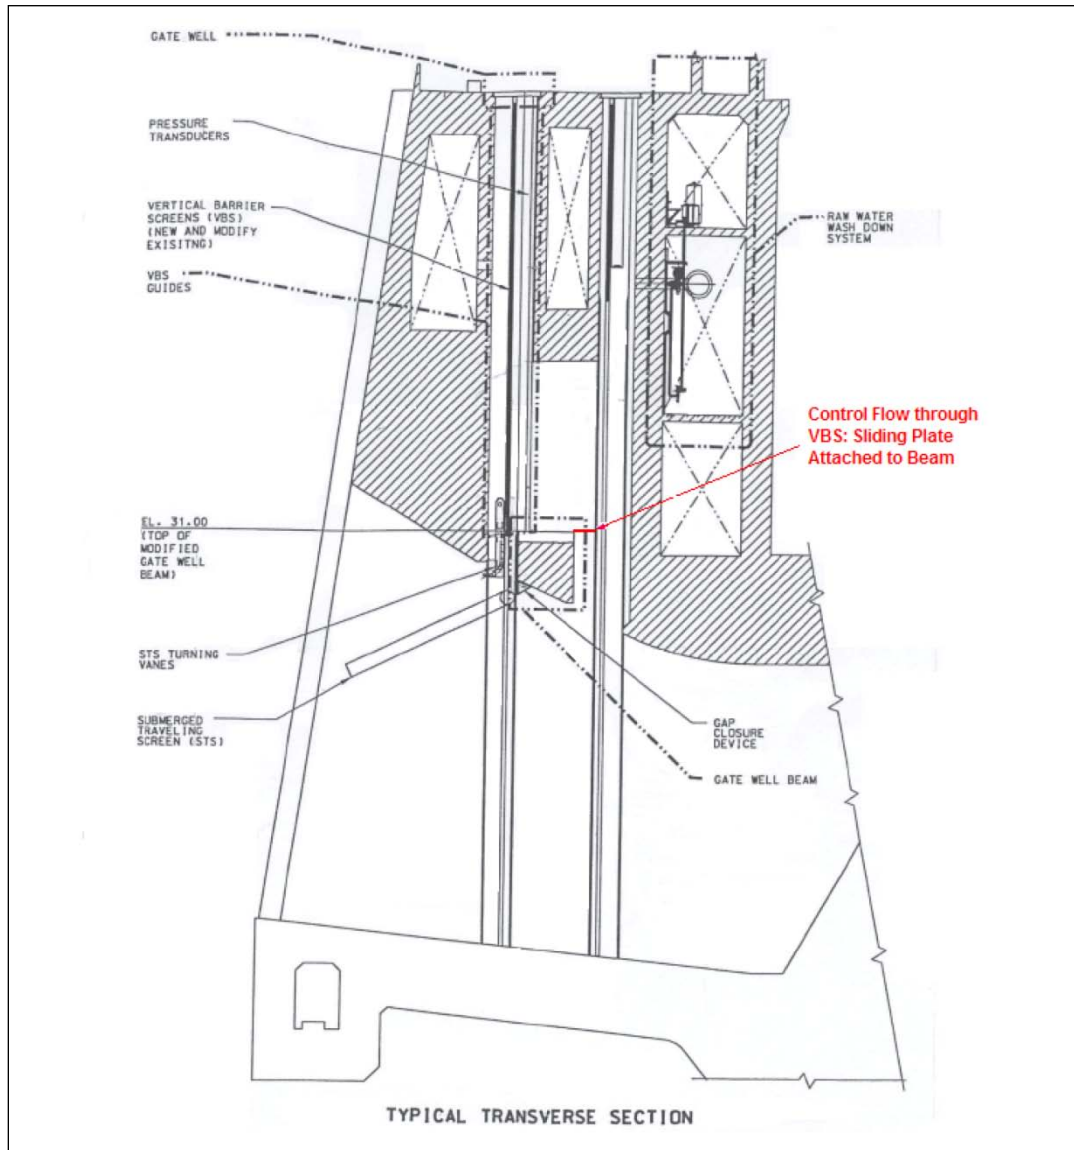 GATE WELL
PRESSURE
TRANSDUCERS
VERTICAL BARRIER
SCREENS (VBS)
(NEW AND MODIFY
EXISITNG)
VBS
GUIDES
RAW WATER
WASH DOWN
SYSTEM
Control Flow through
VBS: Sliding Plate
Attached to Beam
EL. 31.00
(TOP OF
MODIFIED
GATE WELL
BEAM)
STS TURNING
VANES
SUBMERGED
TRAVELING
SCREEN (STS)
GAP
CLOSURE
DEVICE
GATE WELL BEAM
TYPICAL TRANSVERSE SECTION